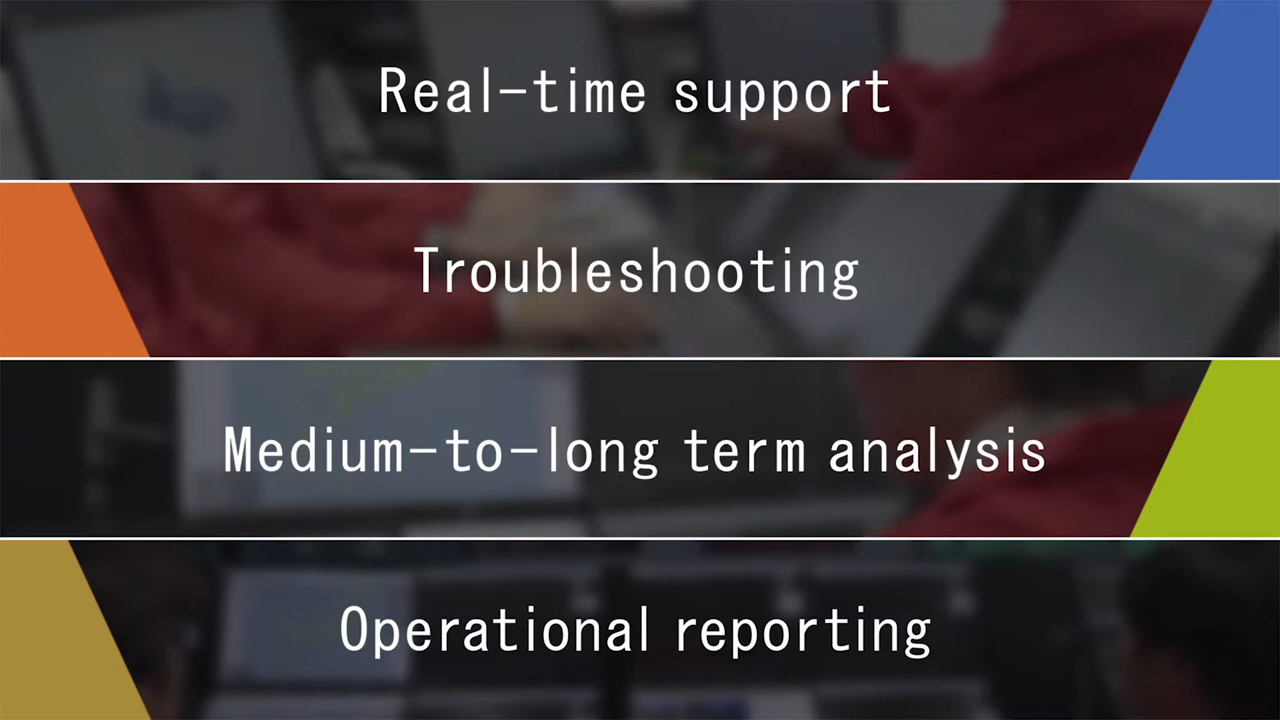 Real-time support
Troubleshooting
Medium-to-long term analysis
Operational reporting